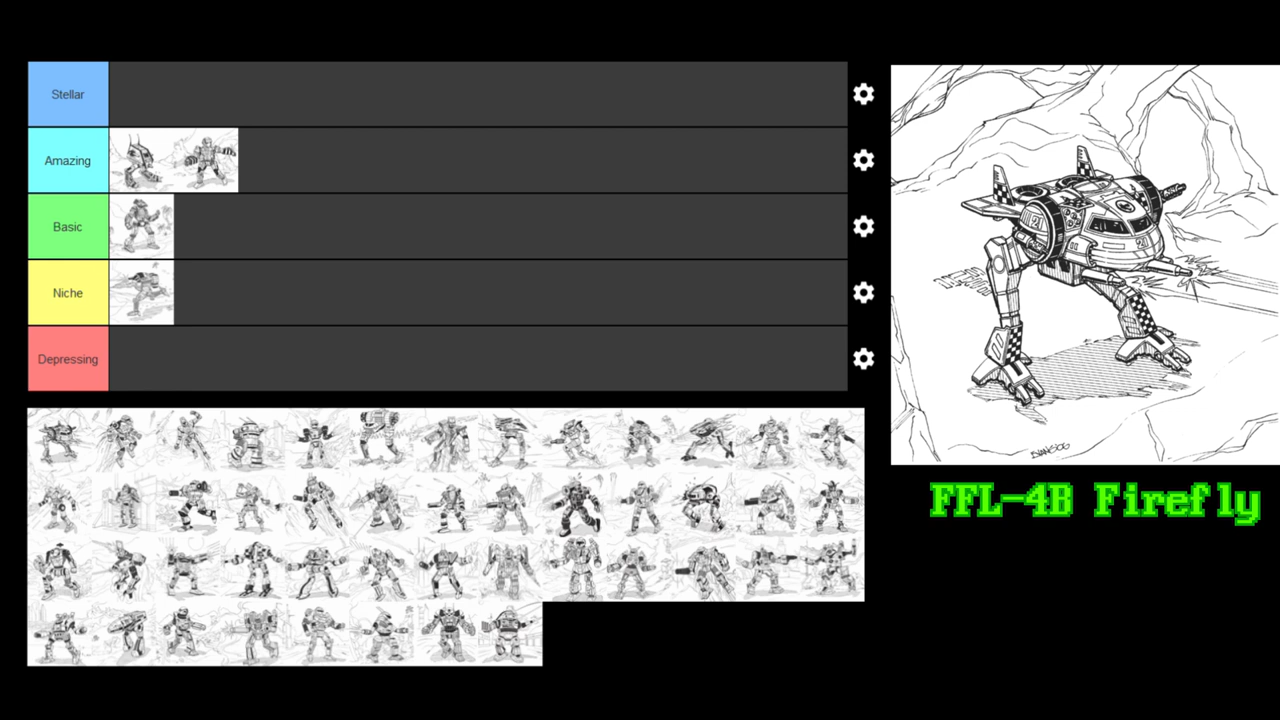 Stellar
Amazing
Basic
Niche
Depressing
FFL-4B Firefly